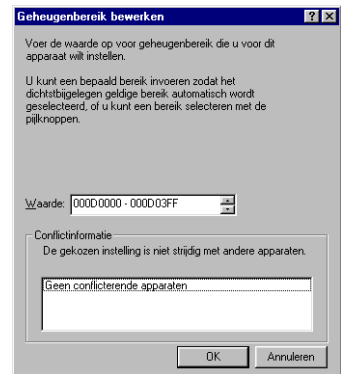 Geheugenbereik bewerken
Voer de waarde op voor geheugenbereik die u voor dit
apparaat wilt instellen.
U kunt een bepaald bereik invoeren zodat het
dichtstbijgelegen geldige bereik automatisch wordt
geselecteerd, of u kunt een bereik selecteren met de
pijlknoppen.
Waarde: 000D0000 - 000D03FF
Conflictinformatie
De gekozen instelling is niet strijdig met andere apparaten.
Geen conflicterende apparaten
OK Annuleren